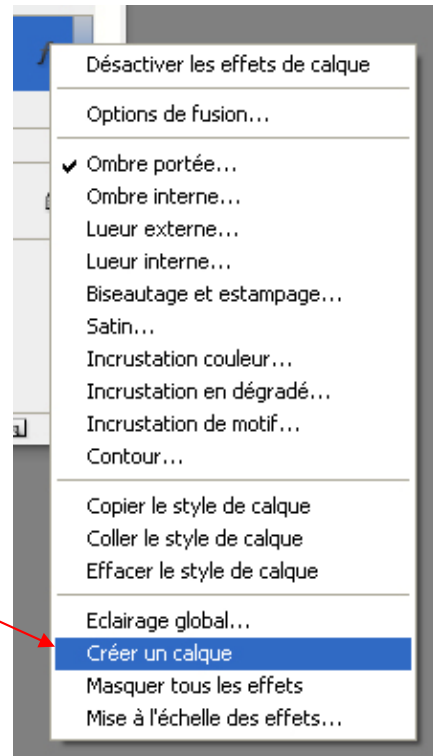 Désactiver les effets de calque
Options de fusion...
Ombre portée...
Ombre interne...
Lueur externe...
Lueur interne...
Biseautage et estampage...
Satin...
Incrustation couleur...
Incrustation en dégradé...
Incrustation de motif...
Contour...
Copier le style de calque
Coller le style de calque
Effacer le style de calque
Eclairage global...
Créer un calque
Masquer tous les effets
Mise à l'échelle des effets...